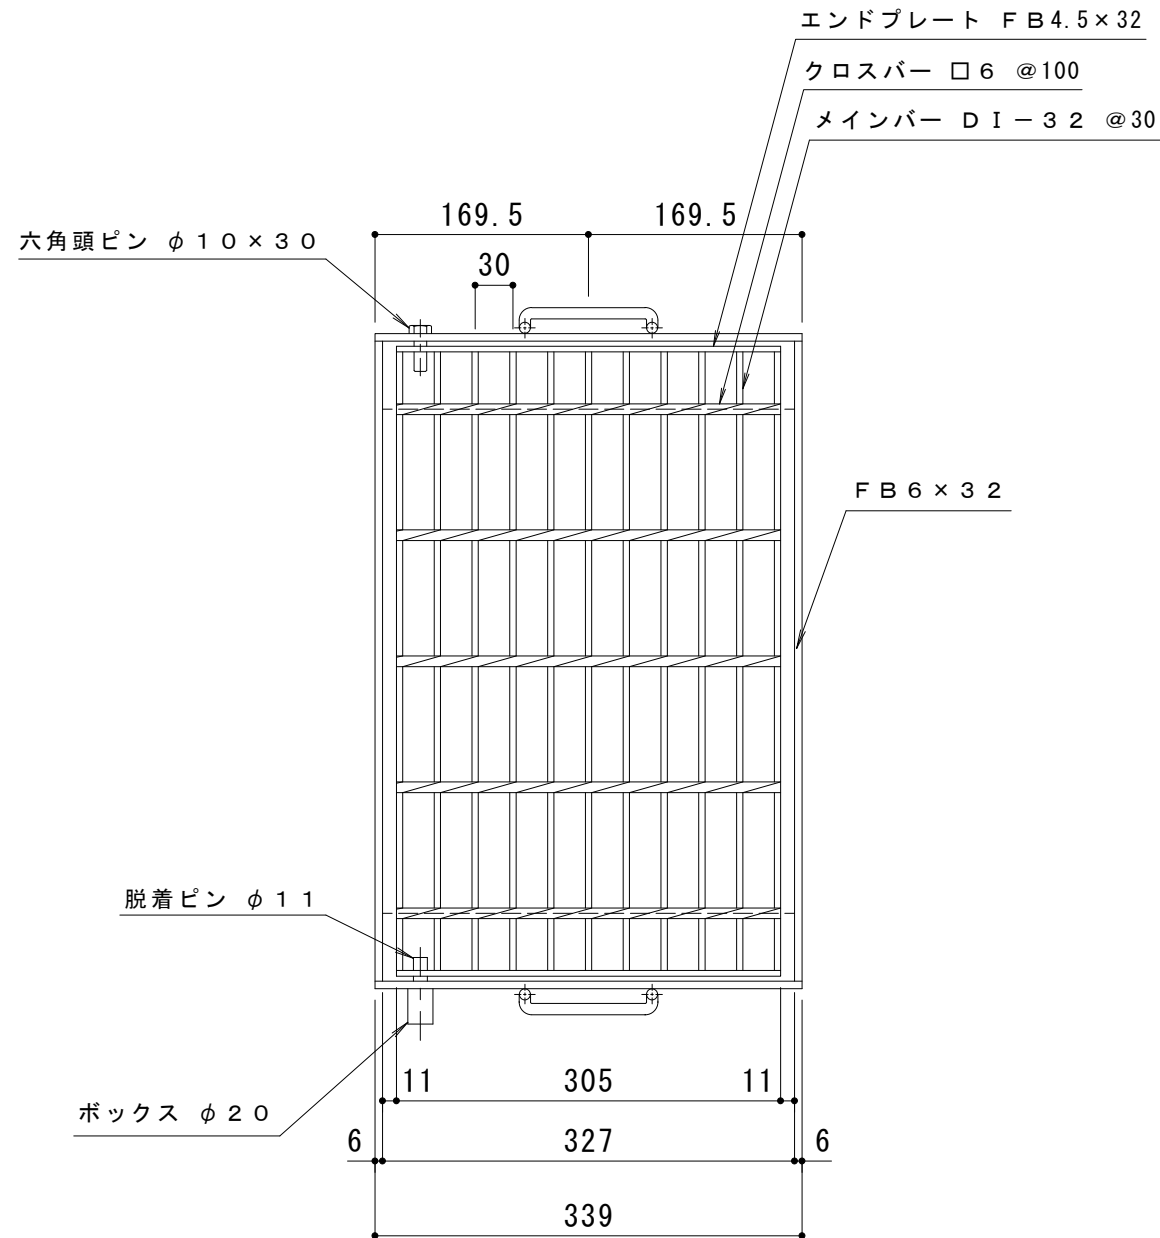 エンドプレート ＦＢ4.5×32
クロスバー □６ @100
メインバー ＤＩ－３２ @30
169.5 169.5
六角頭ピン φ１０×３０
30
ＦＢ６×３２
脱着ピン φ１１
11 305 11
ボックス φ２０
6 327 6
339